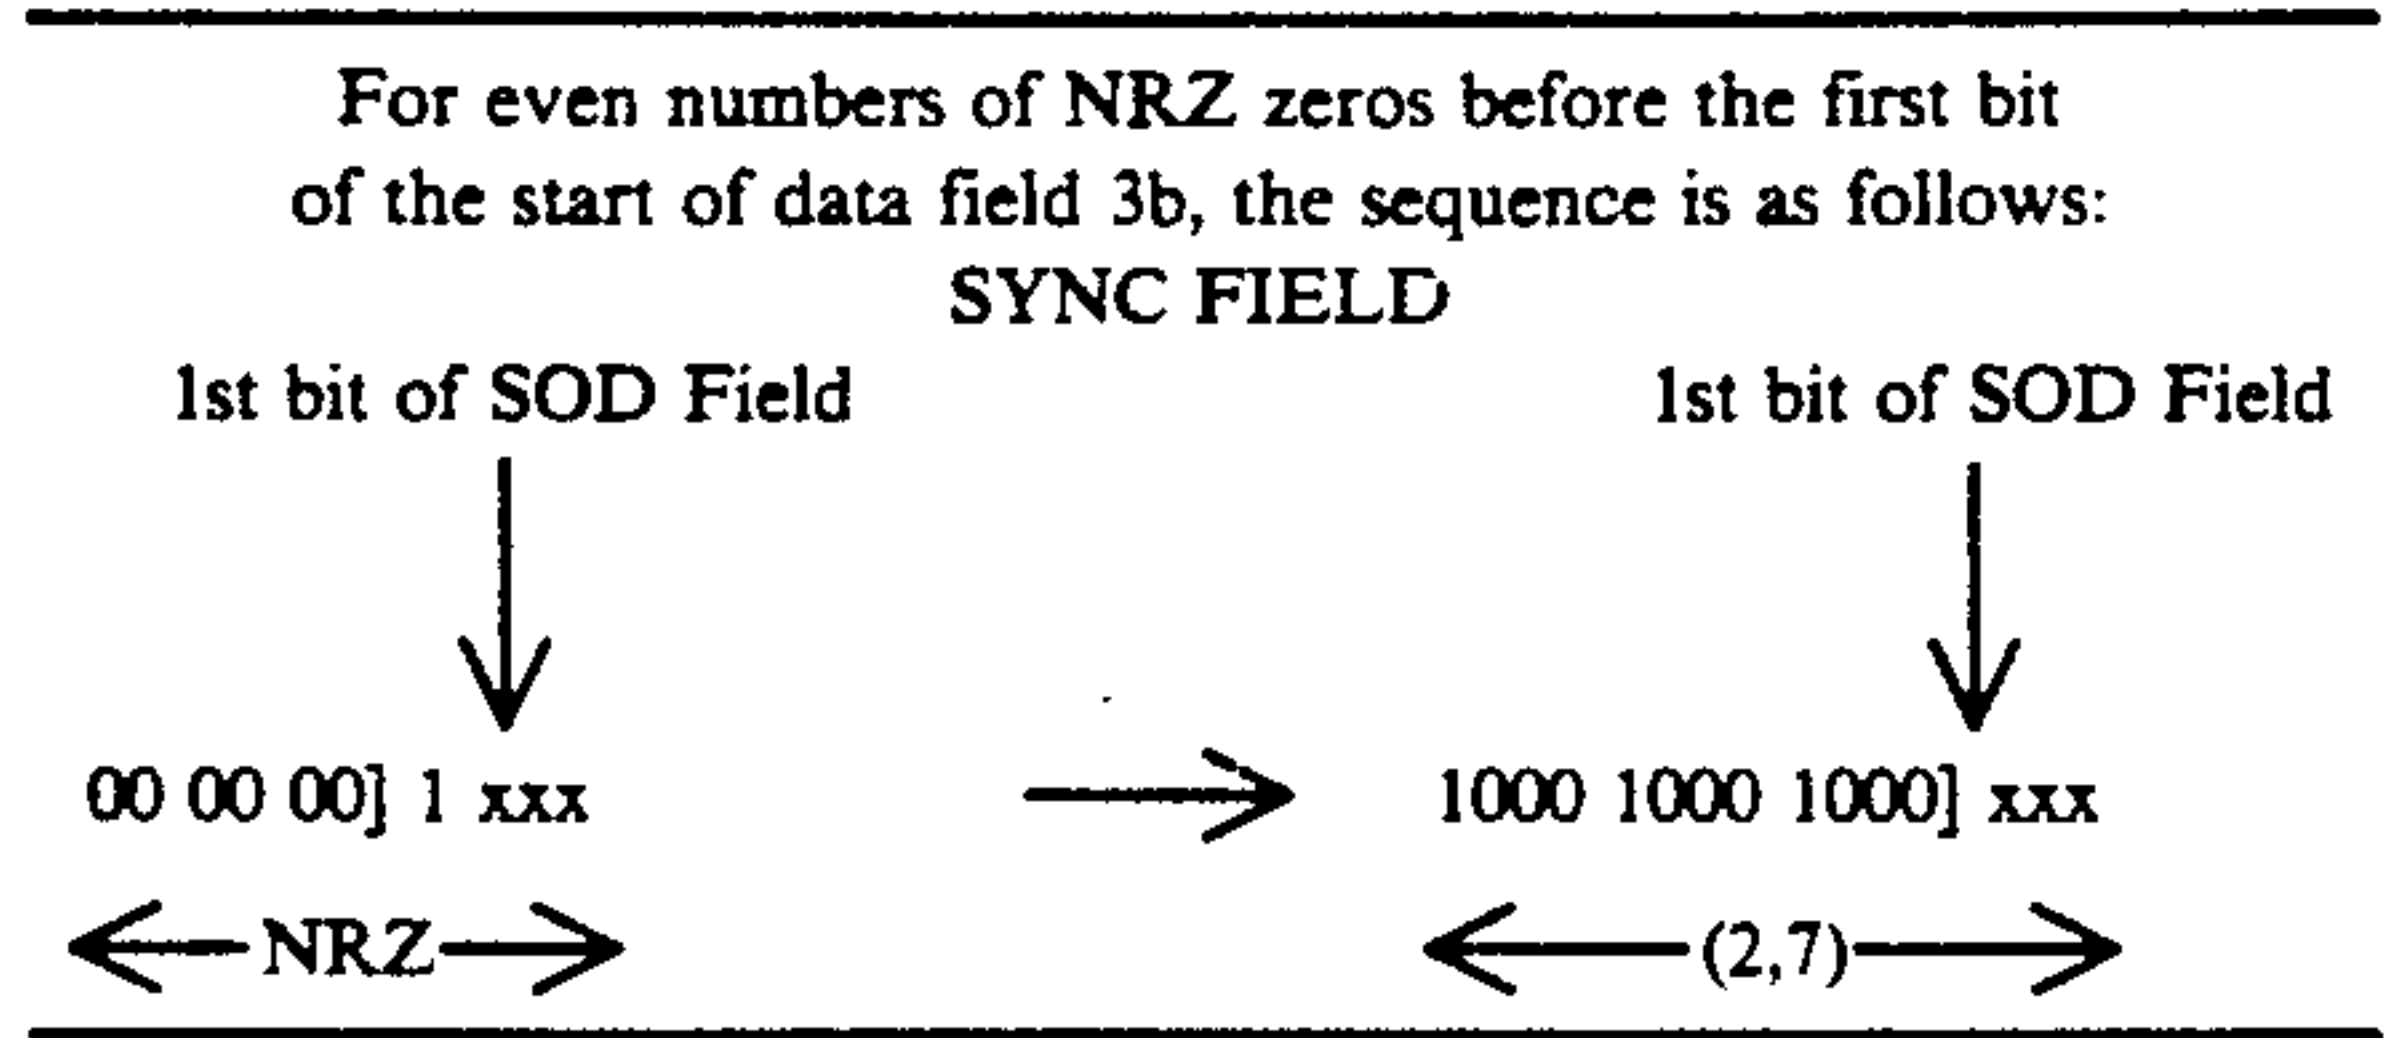 For even numbers of NRZ zeros before the first bit
of the start of data field 3b, the sequence is as follows:
SYNC FIELD
1st bit of SOD Field 1st bit of SOD Field
00 00 00] 1 xxx 1000 1000 1000] xxx
NRZ (2,7)